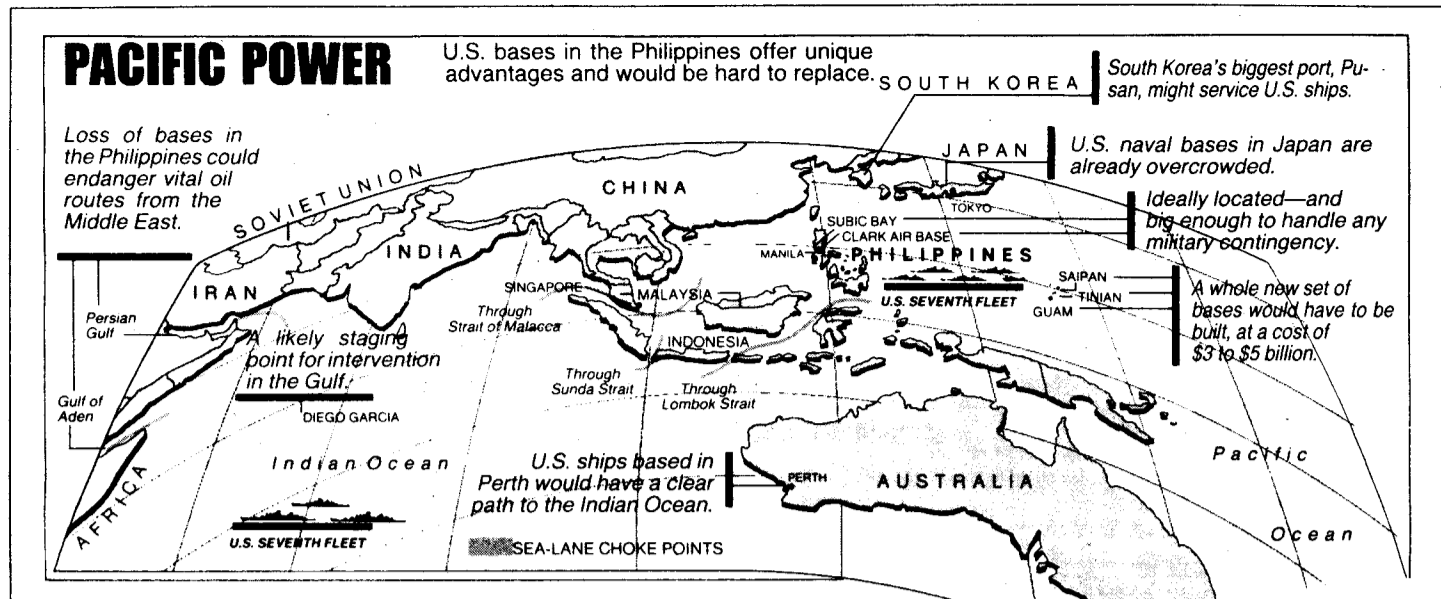 PACIFIC POWER
U.S. bases in the Philippines offer unique
advantages and would be hard to replace.
SOUTH KOREA
South Korea's biggest port, Pu-
san, might service U.S. ships.
Loss of bases in
the Philippines could
endanger vital oil
routes from the
Middle East.
JAPAN
U.S. naval bases in Japan are
already overcrowded.
SOVIET UNION
CHINA
TOKYO
Ideally located—and
big enough to handle any
military contingency.
SUBIC BAY
CLARK AIR BASE
INDIA
MANILA
PHILIPPINES
IRAN
SINGAPORE
MALAYSIA
U.S. SEVENTH FLEET
SAIPAN
TINIAN
GUAM
A whole new set of
bases would have to be
built, at a cost of
$3 to $5 billion.
Persian
Gulf
Through
Strait of Malacca
A likely staging
point for intervention
in the Gulf.
INDONESIA
Through
Sunda Strait
Through
Lombok Strait
Gulf of
Aden
DIEGO GARCIA
Indian Ocean
U.S. ships based in
Perth would have a clear
path to the Indian Ocean.
PERTH
AUSTRALIA
Pacific
Ocean
AFRICA
U.S. SEVENTH FLEET
SEA-LANE CHOKE POINTS